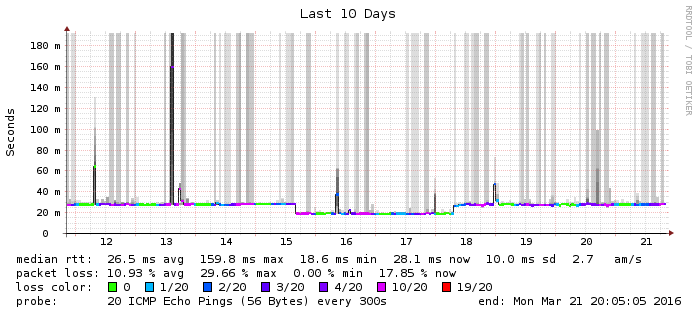 Last 10 Days
RRDTOOL / TOBI OETIKER
Seconds
180 m
160 m
140 m
120 m
100 m
80 m
60 m
40 m
20 m
0
12 13 14 15 16 17 18 19 20 21
median rtt: 26.5 ms avg 159.8 ms max 18.6 ms min 28.1 ms now 10.0 ms sd 2.7 am/s
packet loss: 10.93 % avg 29.66 % max 0.00 % min 17.85 % now
loss color: 0 1/20 2/20 3/20 4/20 10/20 19/20
probe: 20 ICMP Echo Pings (56 Bytes) every 300s end: Mon Mar 21 20:05:05 2016